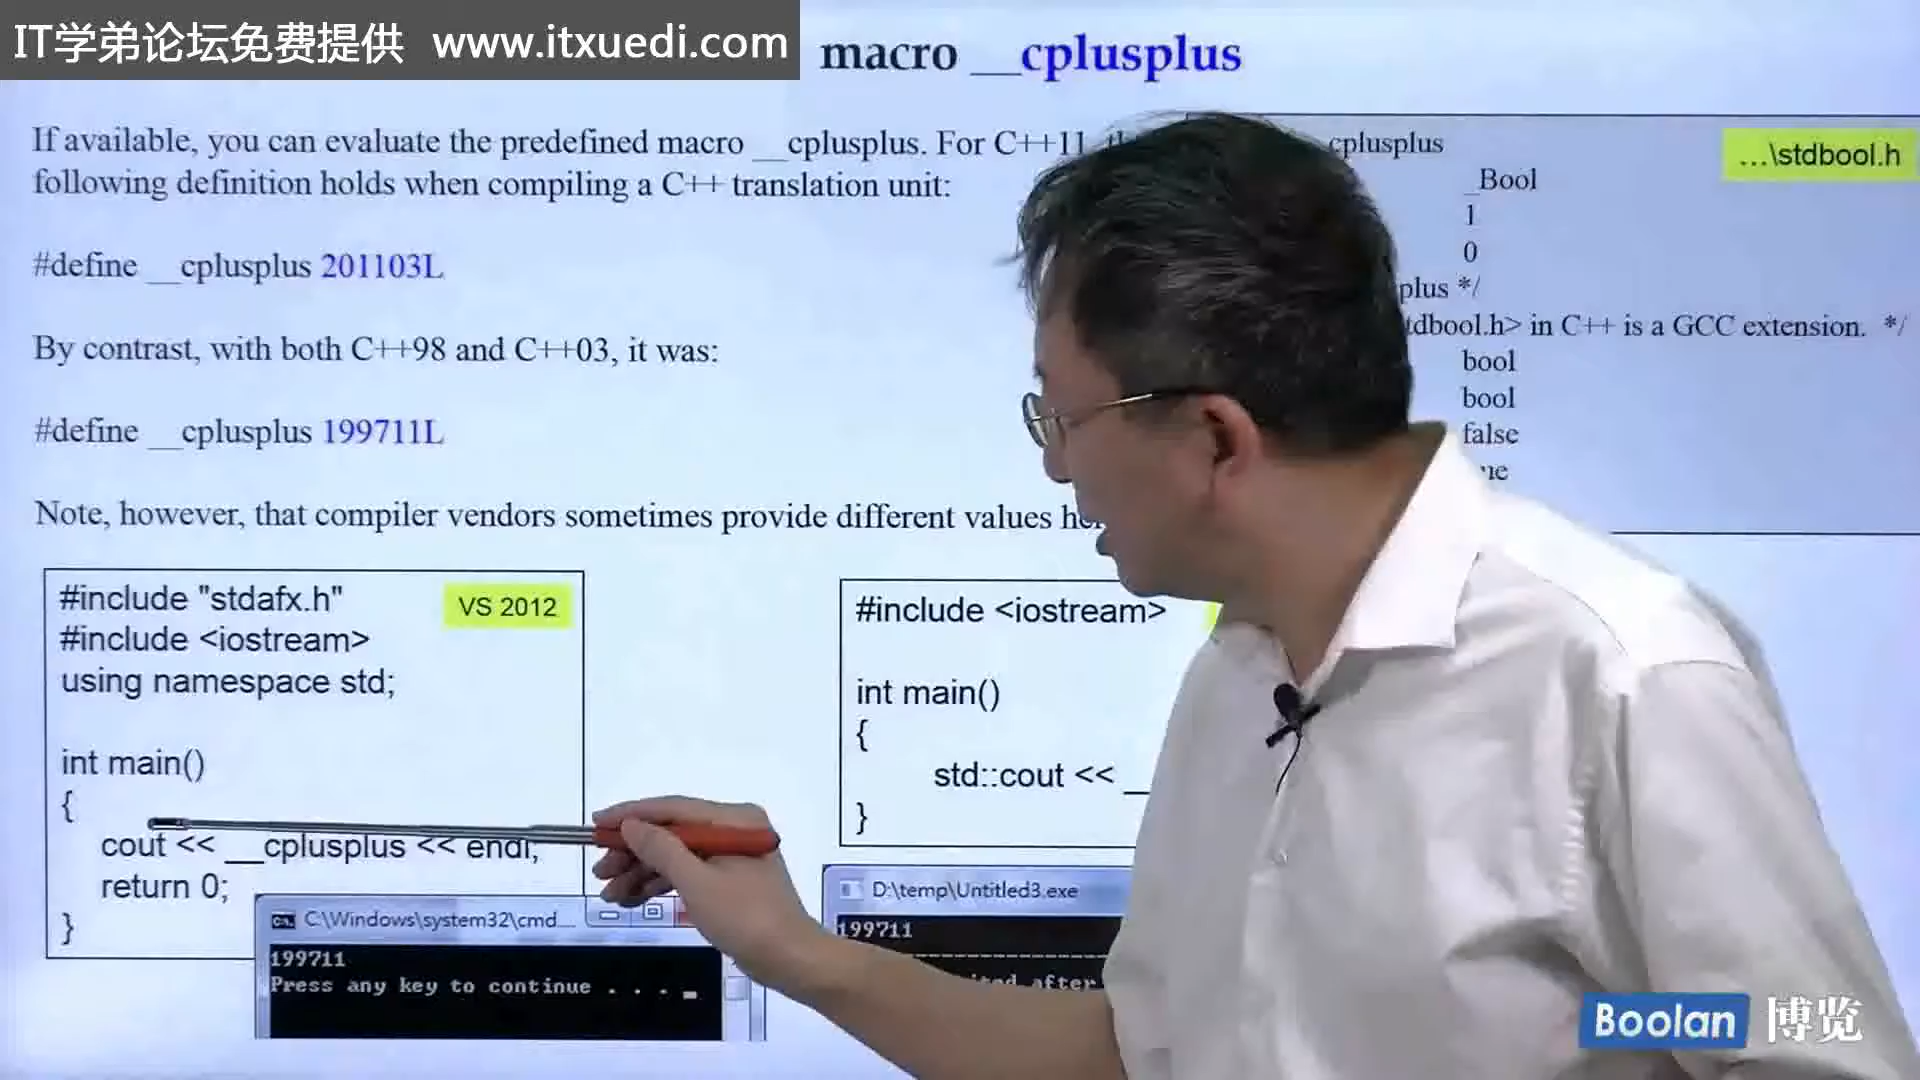 IT学弟论坛免费提供 www.itxuedi.com
macro __cplusplus
If available, you can evaluate the predefined macro __cplusplus. For C++11, the
following definition holds when compiling a C++ translation unit:
#define __cplusplus 201103L
By contrast, with both C++98 and C++03, it was:
#define __cplusplus 199711L
Note, however, that compiler vendors sometimes provide different values
cplusplus
...\stdbool.h
_Bool
1
0
plus */
stdbool.h> in C++ is a GCC extension. */
bool
bool
false
#include "stdafx.h"
VS 2012
#include <iostream>
using namespace std;
int main()
{
cout << __cplusplus << endl;
return 0;
}
C:\Windows\system32\cmd....
199711
Press any key to continue . . .
#include <iostream>
int main()
{
std::cout << __
}
D:\temp\Untitled3.exe
199711
after
Boolan 博览